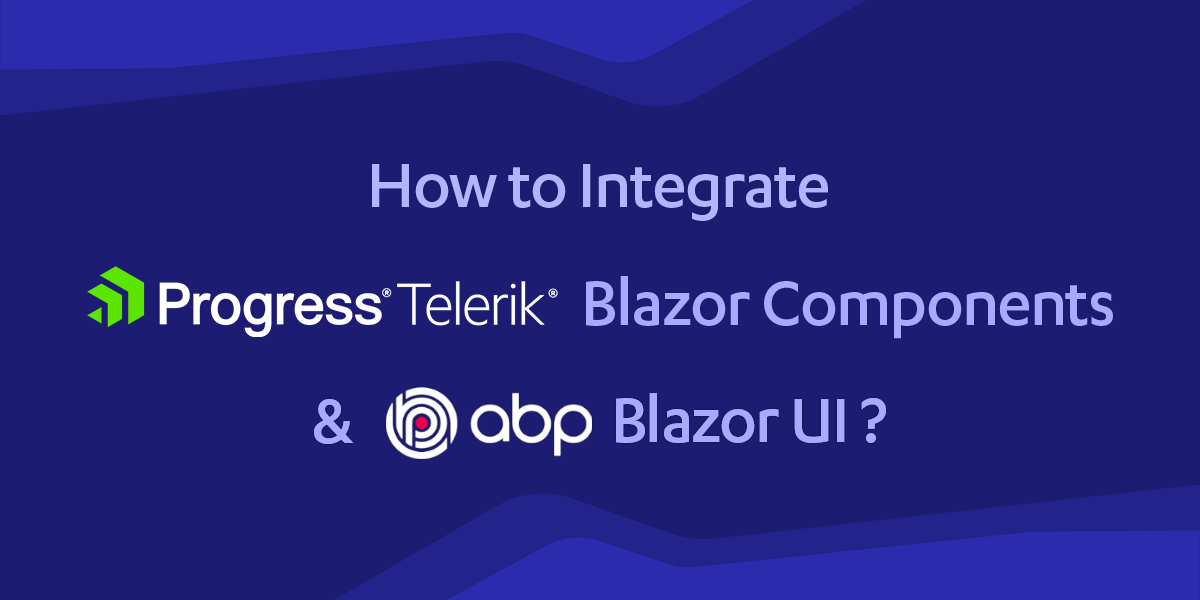 How to Integrate
Progress® Telerik® Blazor Components
& abp Blazor UI ?